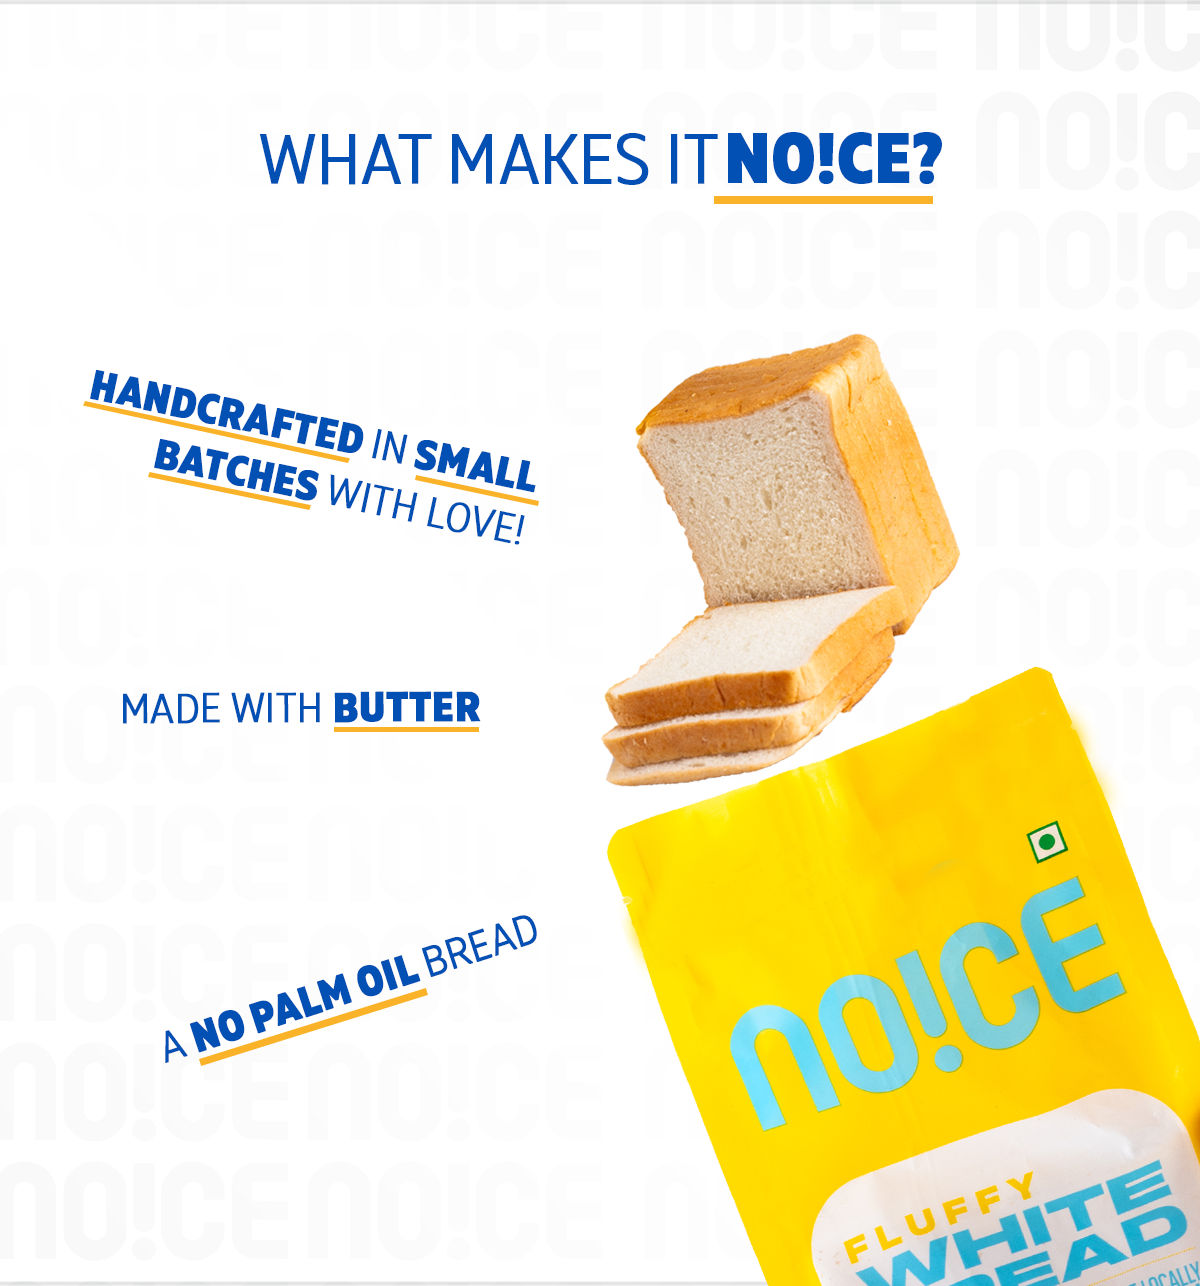 WHAT MAKES IT NO!CE?
HANDCRAFTED IN SMALL
BATCHES WITH LOVE!
MADE WITH BUTTER
A NO PALM OIL BREAD
NO!CE
FLUFFY
WHITE
BREAD
LOCALLY